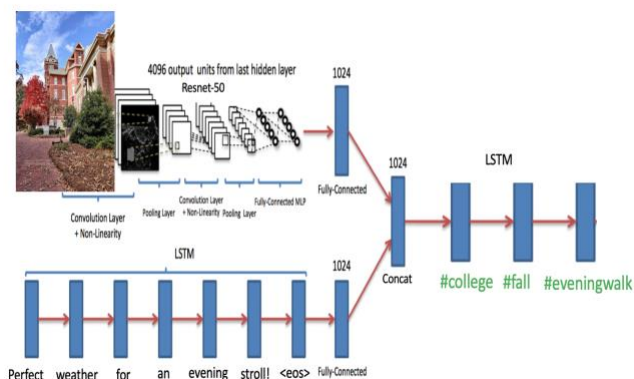 4096 output units from last hidden layer
Resnet-50
1024
Fully-Connected
Convolution Layer
+ Non-Linearity
Pooling Layer
Convolution Layer
+ Non-Linearity
Pooling Layer
Fully-Connected MLP
1024
Concat
LSTM
#college
#fall
#eveningwalk
LSTM
1024
Fully-Connected
Perfect weather for an evening stroll! <eos>